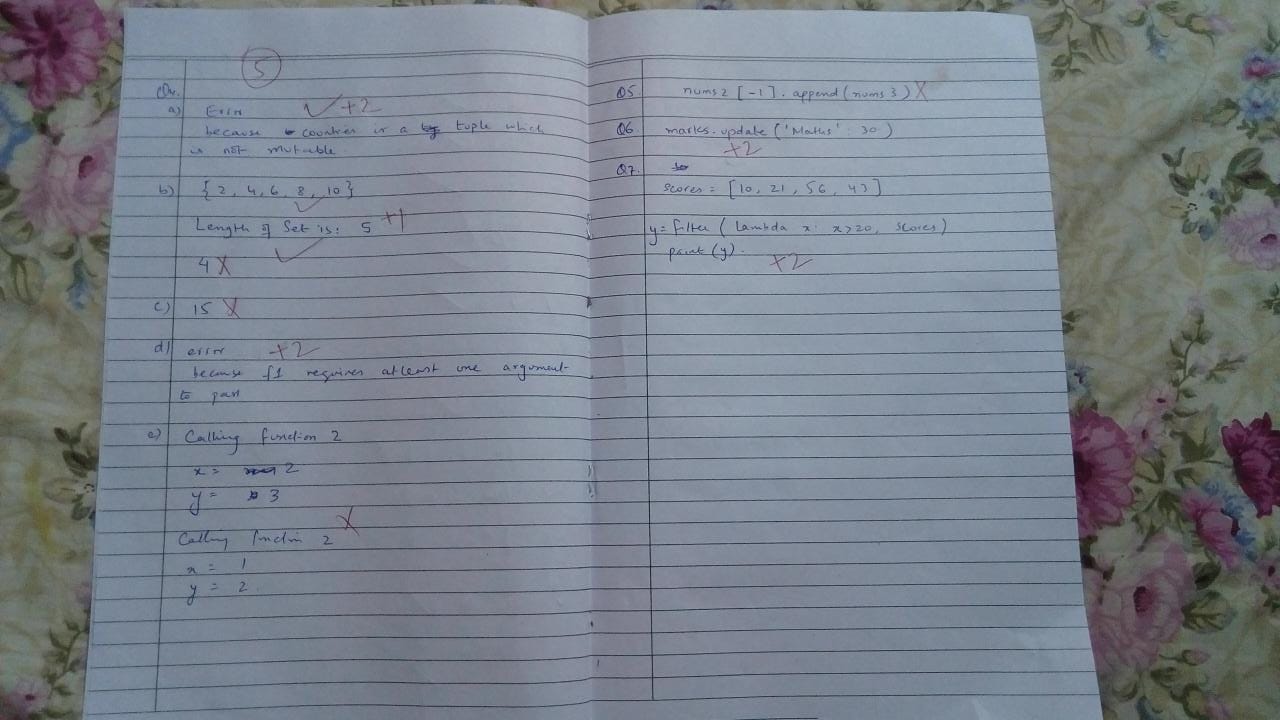 5
Q4.
a) Error ✓ +2
because countries is a tuple which
is not mutable
b) {2, 4, 6, 8, 10}
✓
Length of Set is: 5 +1
✓
4 X
c) 15 X
d) error +2
because f1 requires atleast one argument
to pass
e) Calling function 2
x = 2
y = 3
X
Calling function 2
x = 1
y = 2
Q5 nums2[-1].append(nums3) X
Q6 marks.update('Maths': 30)
+2
Q7.
scores = [10, 21, 56, 43]
y = filter(lambda x: x>20, scores)
print(y).
+2